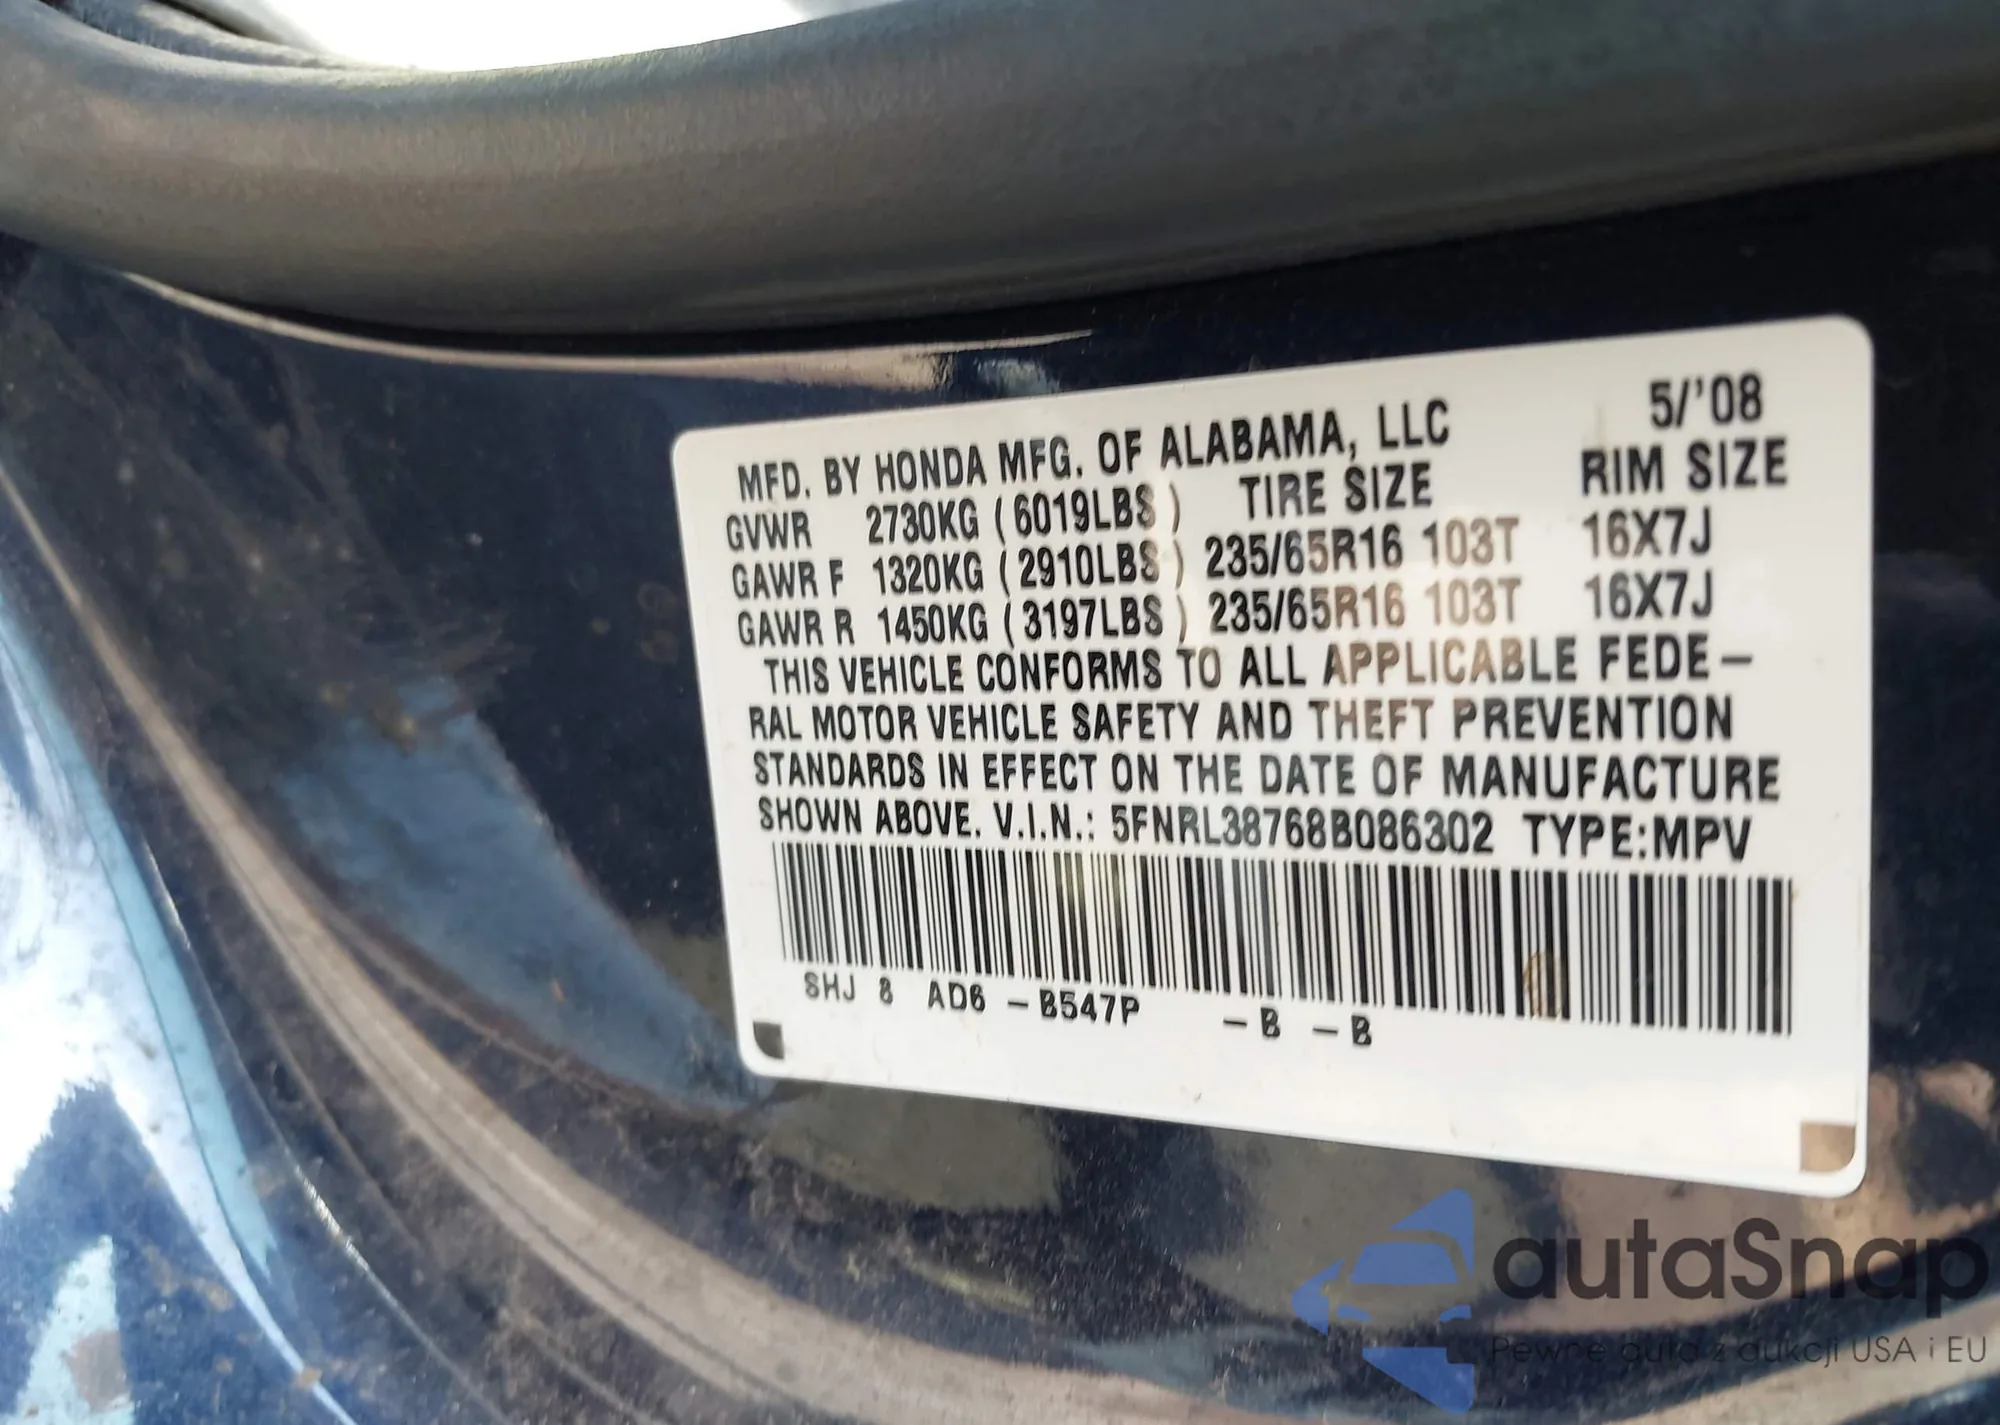 5/'08
MFD. BY HONDA MFG. OF ALABAMA, LLC
GVWR 2730KG (6019LBS) TIRE SIZE RIM SIZE
GAWR F 1320KG (2910LBS) 235/65R16 103T 16X7J
GAWR R 1450KG (3197LBS) 235/65R16 103T 16X7J
THIS VEHICLE CONFORMS TO ALL APPLICABLE FEDE–
RAL MOTOR VEHICLE SAFETY AND THEFT PREVENTION
STANDARDS IN EFFECT ON THE DATE OF MANUFACTURE
SHOWN ABOVE. V.I.N.: 5FNRL38768B086302 TYPE:MPV
SHJ 8 AD6 –B547P –B –B
autaSnap
Pewne auta z aukcji USA i EU